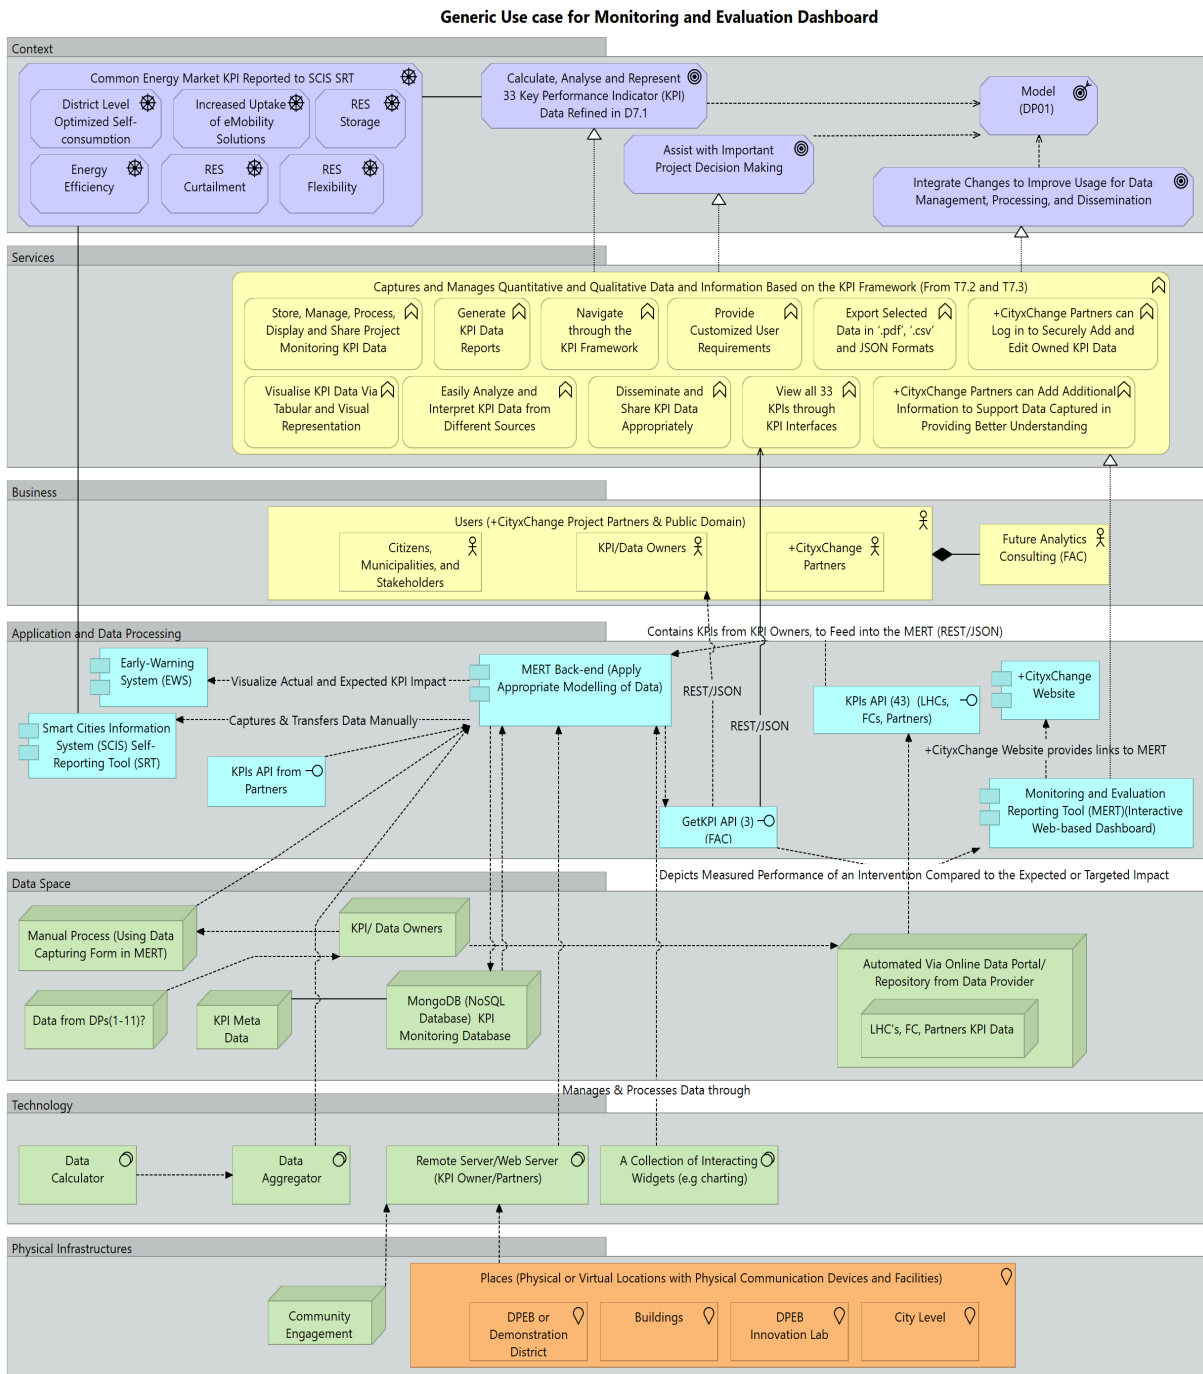 Generic Use case for Monitoring and Evaluation Dashboard
Context
Common Energy Market KPI Reported to SCIS SRT
District Level
Optimized Self-
consumption
Increased Uptake
of eMobility
Solutions
RES
Storage
Energy
Efficiency
RES
Curtailment
RES
Flexibility
Calculate, Analyse and Represent
33 Key Performance Indicator (KPI)
Data Refined in D7.1
Assist with Important
Project Decision Making
Model
(DP01)
Integrate Changes to Improve Usage for Data
Management, Processing, and Dissemination
Services
Captures and Manages Quantitative and Qualitative Data and Information Based on the KPI Framework (From T7.2 and T7.3)
Store, Manage, Process,
Display and Share Project
Monitoring KPI Data
Generate
KPI Data
Reports
Navigate
through the
KPI Framework
Provide
Customized User
Requirements
Export Selected
Data in '.pdf', '.csv'
and JSON Formats
+CityxChange Partners can
Log in to Securely Add and
Edit Owned KPI Data
Visualise KPI Data Via
Tabular and Visual
Representation
Easily Analyze and
Interpret KPI Data from
Different Sources
Disseminate and
Share KPI Data
Appropriately
View all 33
KPIs through
KPI Interfaces
+CityxChange Partners can Add Additional
Information to Support Data Captured in
Providing Better Understanding
Business
Users (+CityxChange Project Partners & Public Domain)
Citizens,
Municipalities, and
Stakeholders
KPI/Data Owners
+CityxChange
Partners
Future Analytics
Consulting (FAC)
Application and Data Processing
Contains KPIs from KPI Owners, to Feed into the MERT (REST/JSON)
Early-Warning
System (EWS)
Visualize Actual and Expected KPI Impact
MERT Back-end (Apply
Appropriate Modelling of Data)
REST/JSON
KPIs API (43)  (LHCs,
FCs, Partners)
+CityxChange
Website
Smart Cities Information
System (SCIS) Self-
Reporting Tool (SRT)
Captures & Transfers Data Manually
REST/JSON
+CityxChange Website provides links to MERT
KPIs API from
Partners
GetKPI API (3)
(FAC)
Monitoring and Evaluation
Reporting Tool (MERT)(Interactive
Web-based Dashboard)
Depicts Measured Performance of an Intervention Compared to the Expected or Targeted Impact
Data Space
Manual Process (Using Data
Capturing Form in MERT)
KPI/ Data Owners
Automated Via Online Data Portal/
Repository from Data Provider
LHC's, FC, Partners KPI Data
Data from DPs(1-11)?
KPI Meta
Data
MongoDB (NoSQL
Database)  KPI
Monitoring Database
Manages & Processes Data through
Technology
Data
Calculator
Data
Aggregator
Remote Server/Web Server
(KPI Owner/Partners)
A Collection of Interacting
Widgets (e.g charting)
Physical Infrastructures
Community
Engagement
Places (Physical or Virtual Locations with Physical Communication Devices and Facilities)
DPEB or
Demonstration
District
Buildings
DPEB
Innovation Lab
City Level